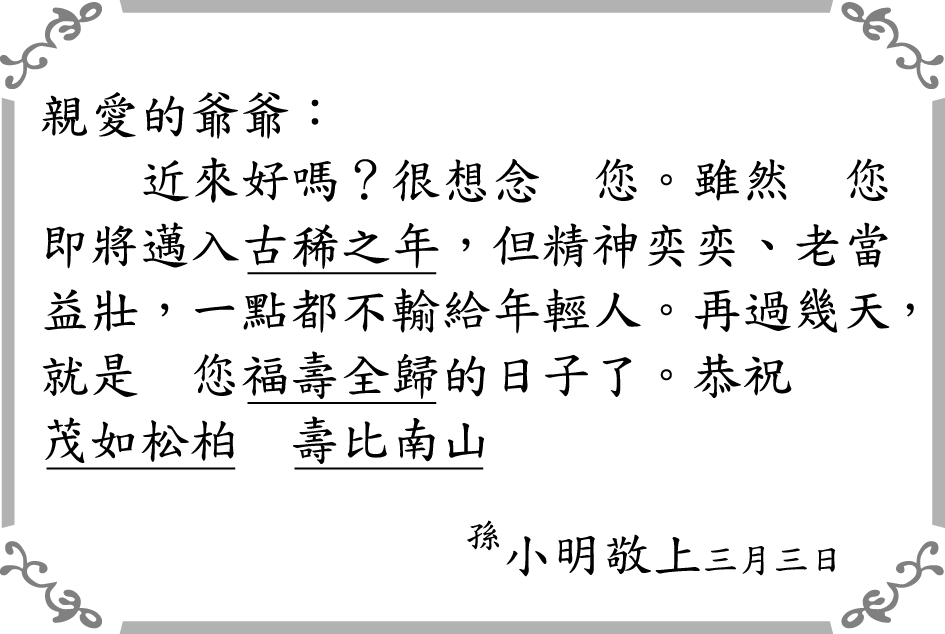 親愛的爺爺：
　　近來好嗎？很想念　您。雖然　您
即將邁入古稀之年，但精神奕奕、老當
益壯，一點都不輸給年輕人。再過幾天，
就是　您福壽全歸的日子了。恭祝
茂如松柏　壽比南山
孫小明敬上三月三日